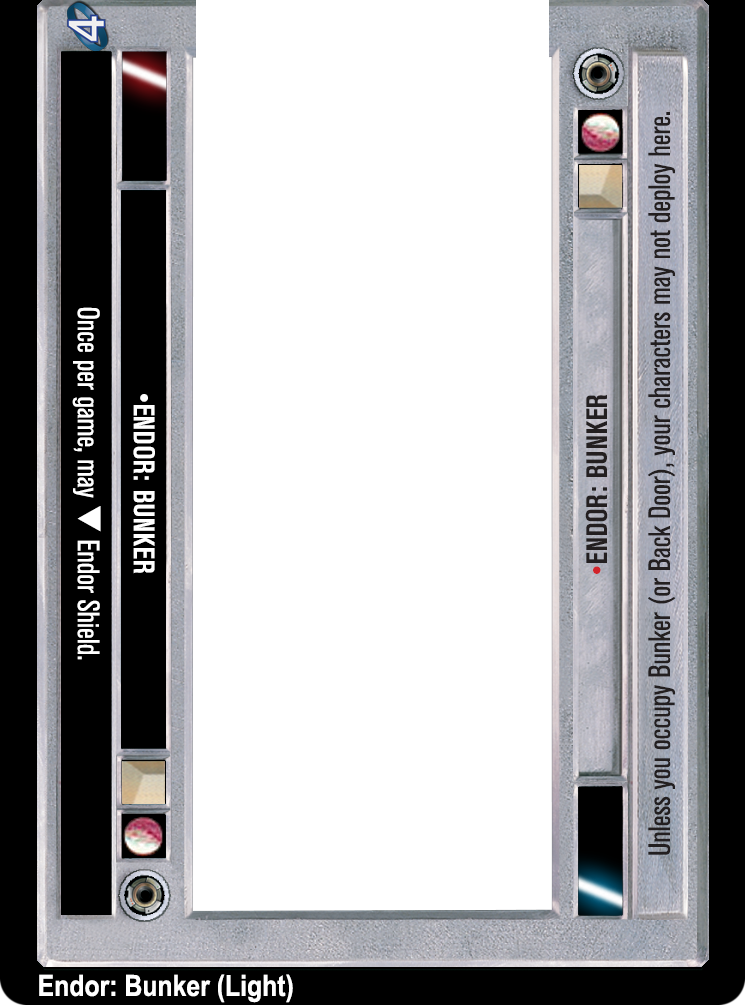 4
Once per game, may ▼ Endor Shield.
•ENDOR: BUNKER
•ENDOR: BUNKER
Unless you occupy Bunker (or Back Door), your characters may not deploy here.
Endor: Bunker (Light)